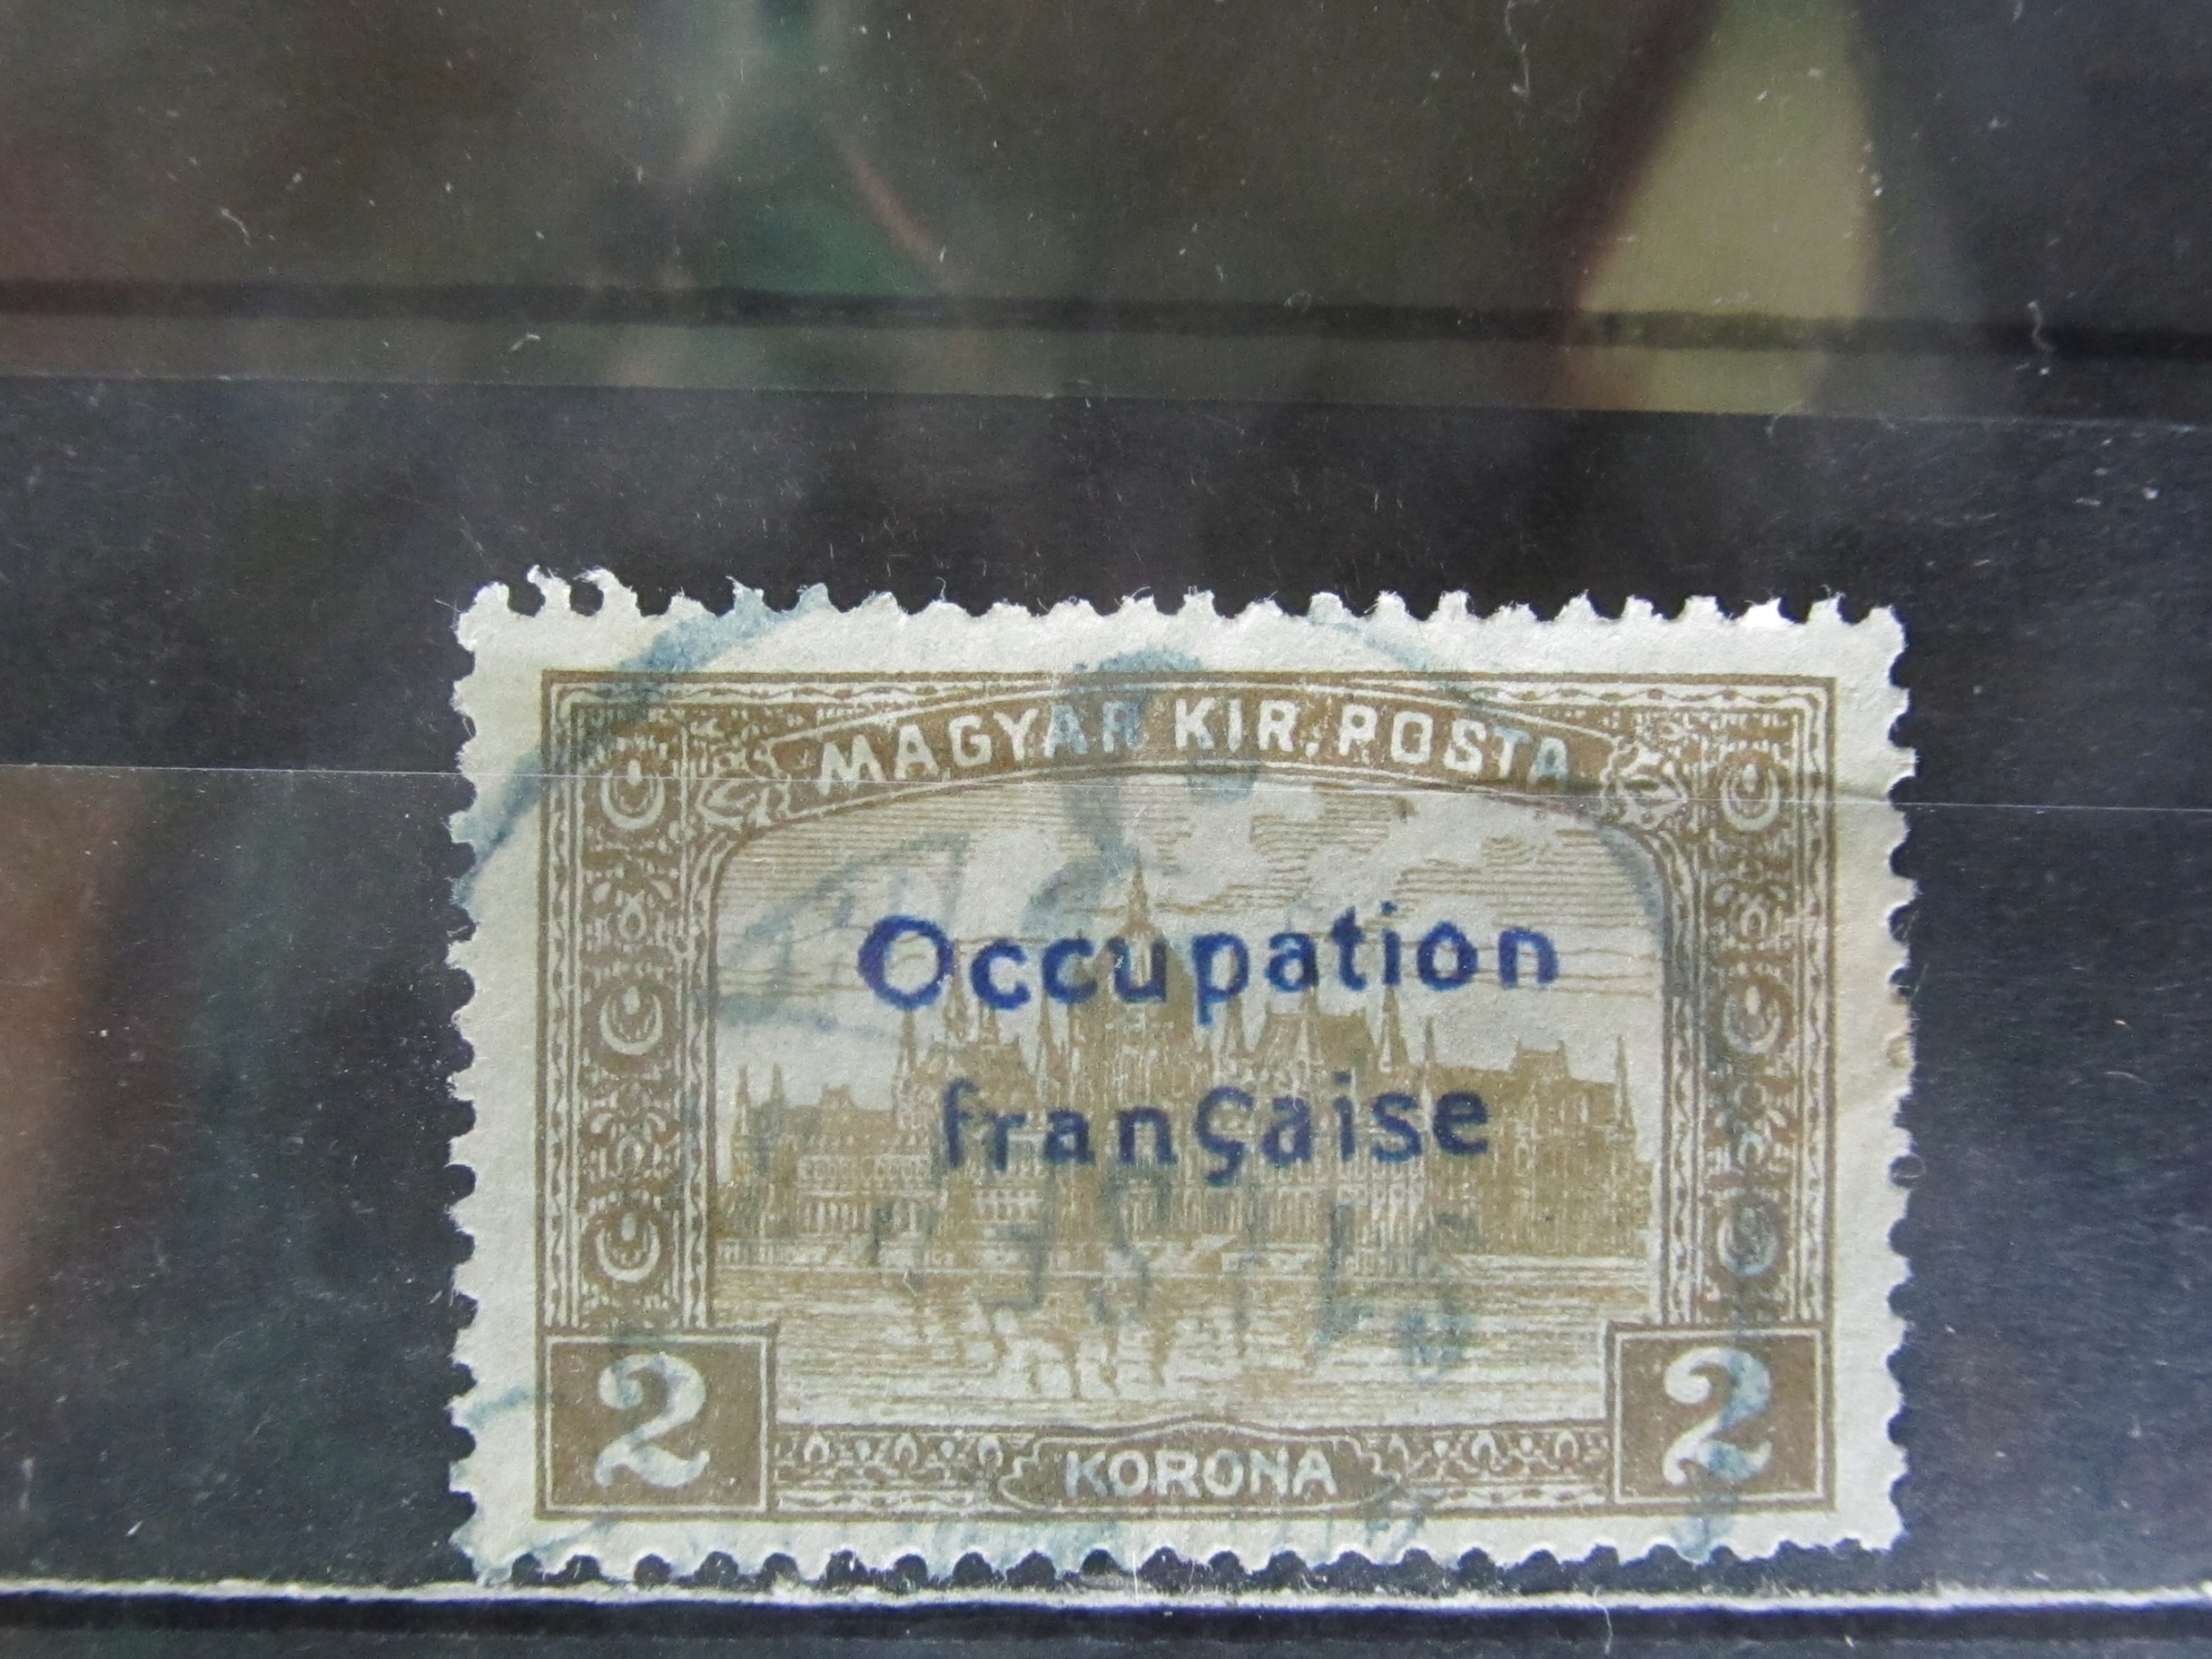 MAGYAR KIR. POSTA
Occupation
française
2 2
KORONA